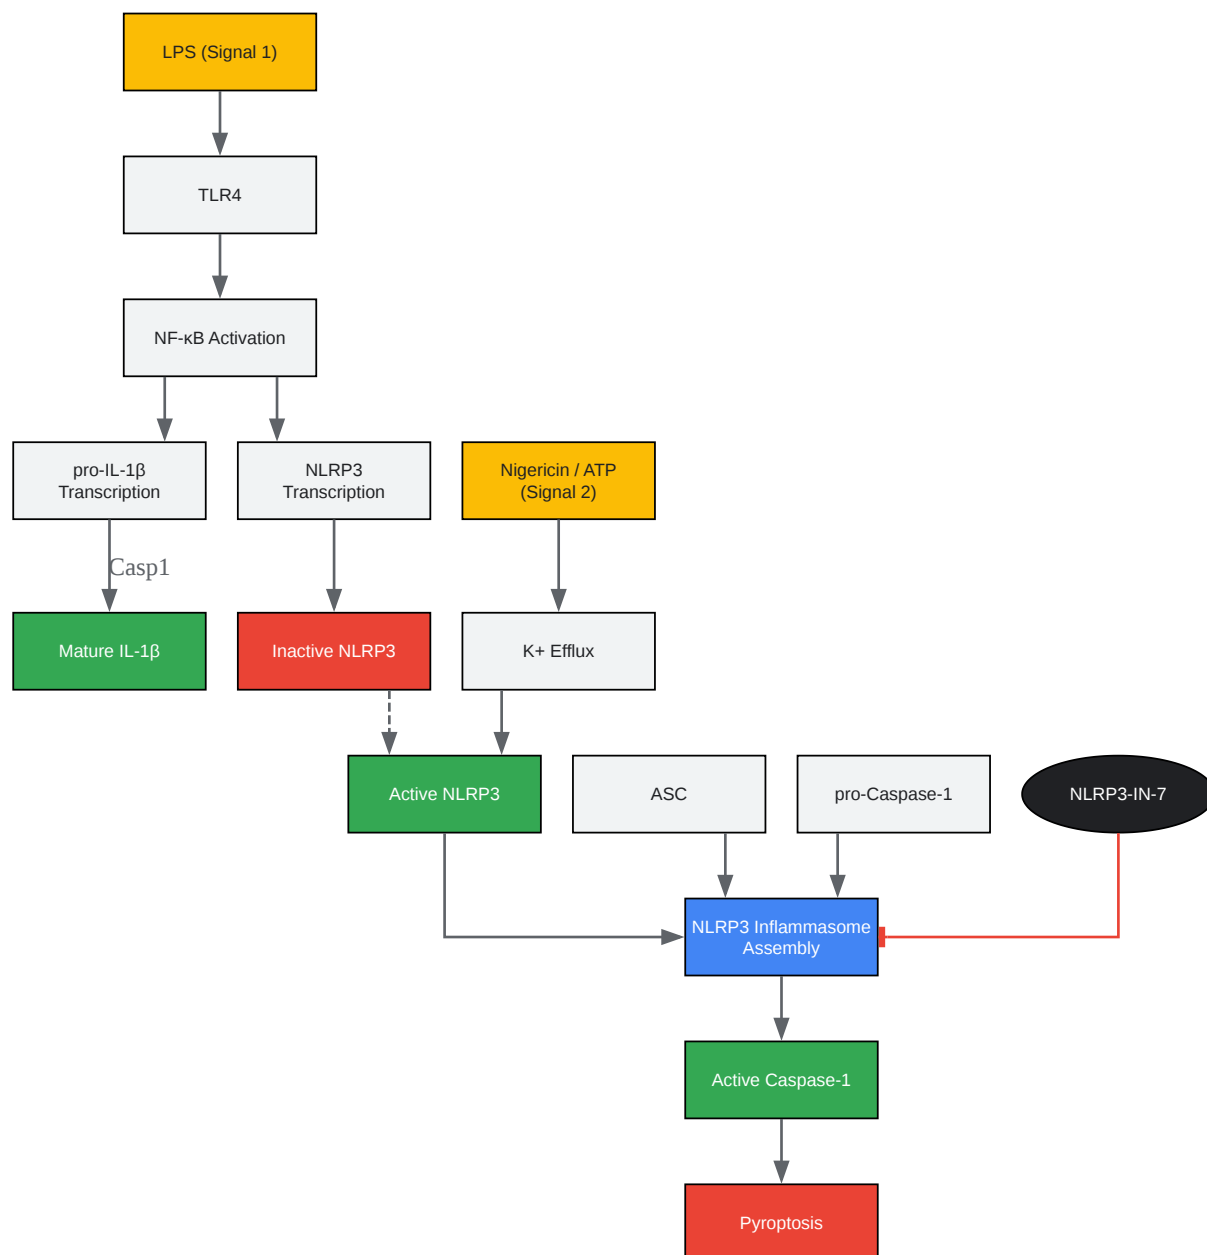 LPS (Signal 1)
TLR4
NF-κB Activation
pro-IL-1β
Transcription
NLRP3
Transcription
Nigericin / ATP
(Signal 2)
Casp1
Mature IL-1β
Inactive NLRP3
K+ Efflux
Active NLRP3
ASC
pro-Caspase-1
NLRP3-IN-7
NLRP3 Inflammasome
Assembly
Active Caspase-1
Pyroptosis